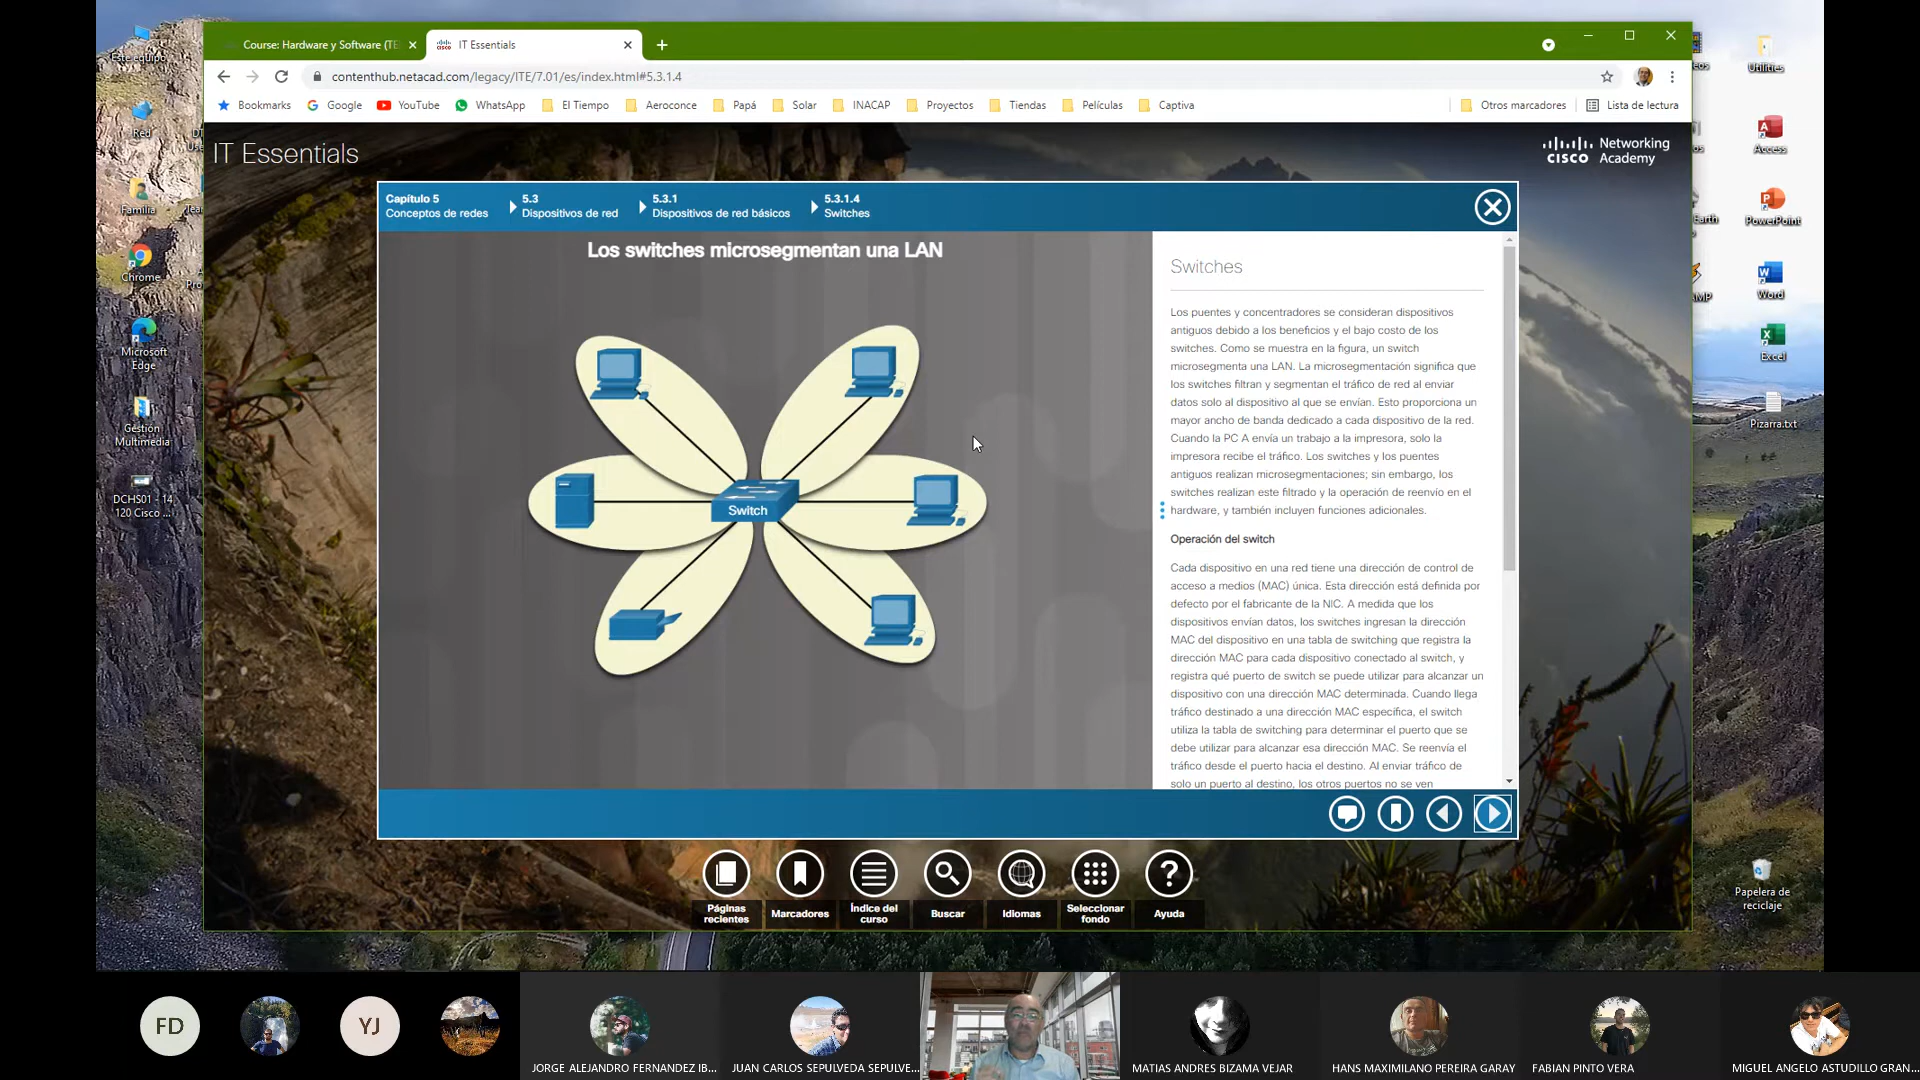 Course: Hardware y Software (TE
IT Essentials
contenthub.netacad.com/legacy/ITE/7.01/es/index.html#5.3.1.4
Bookmarks
Google
YouTube
WhatsApp
El Tiempo
Aeroconce
Papá
Solar
INACAP
Proyectos
Tiendas
Películas
Captiva
Otros marcadores
Lista de lectura
IT Essentials
CISCO
Networking
Academy
Capítulo 5
Conceptos de redes
5.3
Dispositivos de red
5.3.1
Dispositivos de red básicos
5.3.1.4
Switches
Los switches microsegmentan una LAN
Switch
Switches
Los puentes y concentradores se consideran dispositivos
antiguos debido a los beneficios y el bajo costo de los
switches. Como se muestra en la figura, un switch
microsegmenta una LAN. La microsegmentación significa que
los switches filtran y segmentan el tráfico de red al enviar
datos solo al dispositivo al que se envían. Esto proporciona un
mayor ancho de banda dedicado a cada dispositivo de la red.
Cuando la PC A envía un trabajo a la impresora, solo la
impresora recibe el tráfico. Los switches y los puentes
antiguos realizan microsegmentaciones; sin embargo, los
switches realizan este filtrado y la operación de reenvío en el
hardware, y también incluyen funciones adicionales.
Operación del switch
Cada dispositivo en una red tiene una dirección de control de
acceso a medios (MAC) única. Esta dirección está definida por
defecto por el fabricante de la NIC. A medida que los
dispositivos envían datos, los switches ingresan la dirección
MAC del dispositivo en una tabla de switching que registra la
dirección MAC para cada dispositivo conectado al switch, y
registra qué puerto de switch se puede utilizar para alcanzar un
dispositivo con una dirección MAC determinada. Cuando llega
tráfico destinado a una dirección MAC específica, el switch
utiliza la tabla de switching para determinar el puerto que se
debe utilizar para alcanzar esa dirección MAC. Se reenvía el
tráfico desde el puerto hacia el destino. Al enviar tráfico de
solo un puerto al destino, los otros puertos no se ven
Páginas
recientes
Marcadores
Índice del
curso
Buscar
Idiomas
Seleccionar
fondo
?
Ayuda
Este equipo
Red
Familia
Chrome
Microsoft
Edge
Gestión
Multimedia
DCHS01 - 14
120 Cisco ...
Utilities
Access
PowerPoint
Word
Excel
Pizarra.txt
Papelera de
reciclaje
FD
YJ
JORGE ALEJANDRO FERNANDEZ IB...
JUAN CARLOS SEPULVEDA SEPULVE...
MATIAS ANDRES BIZAMA VEJAR
HANS MAXIMILANO PEREIRA GARAY
FABIAN PINTO VERA
MIGUEL ANGELO ASTUDILLO GRAN...